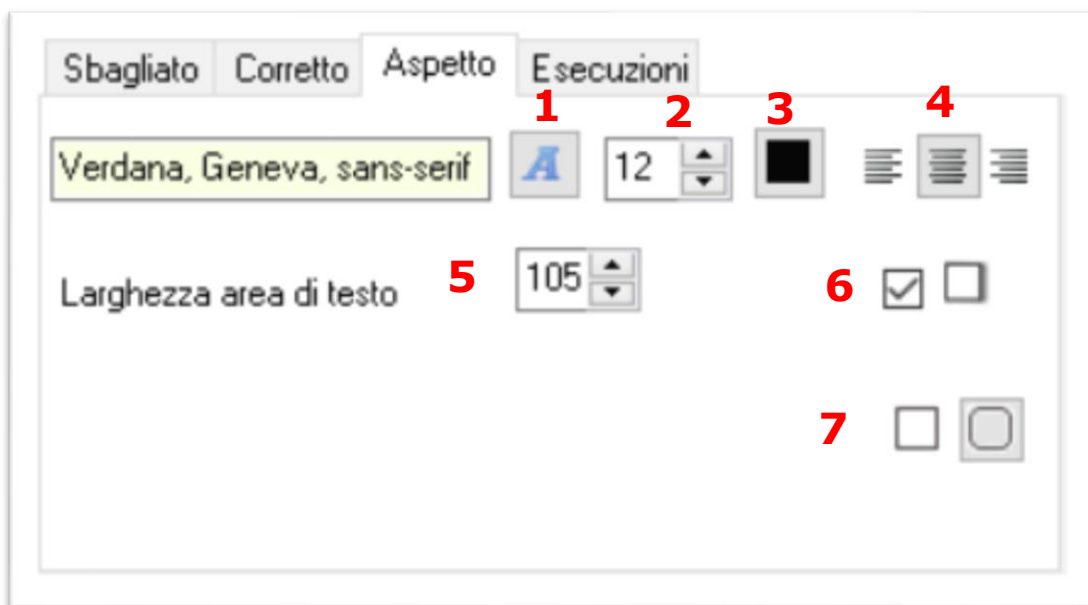 Sbagliato Corretto Aspetto Esecuzioni
1 2 3 4
Verdana, Geneva, sans-serif A 12
Larghezza area di testo 5 105 6
7